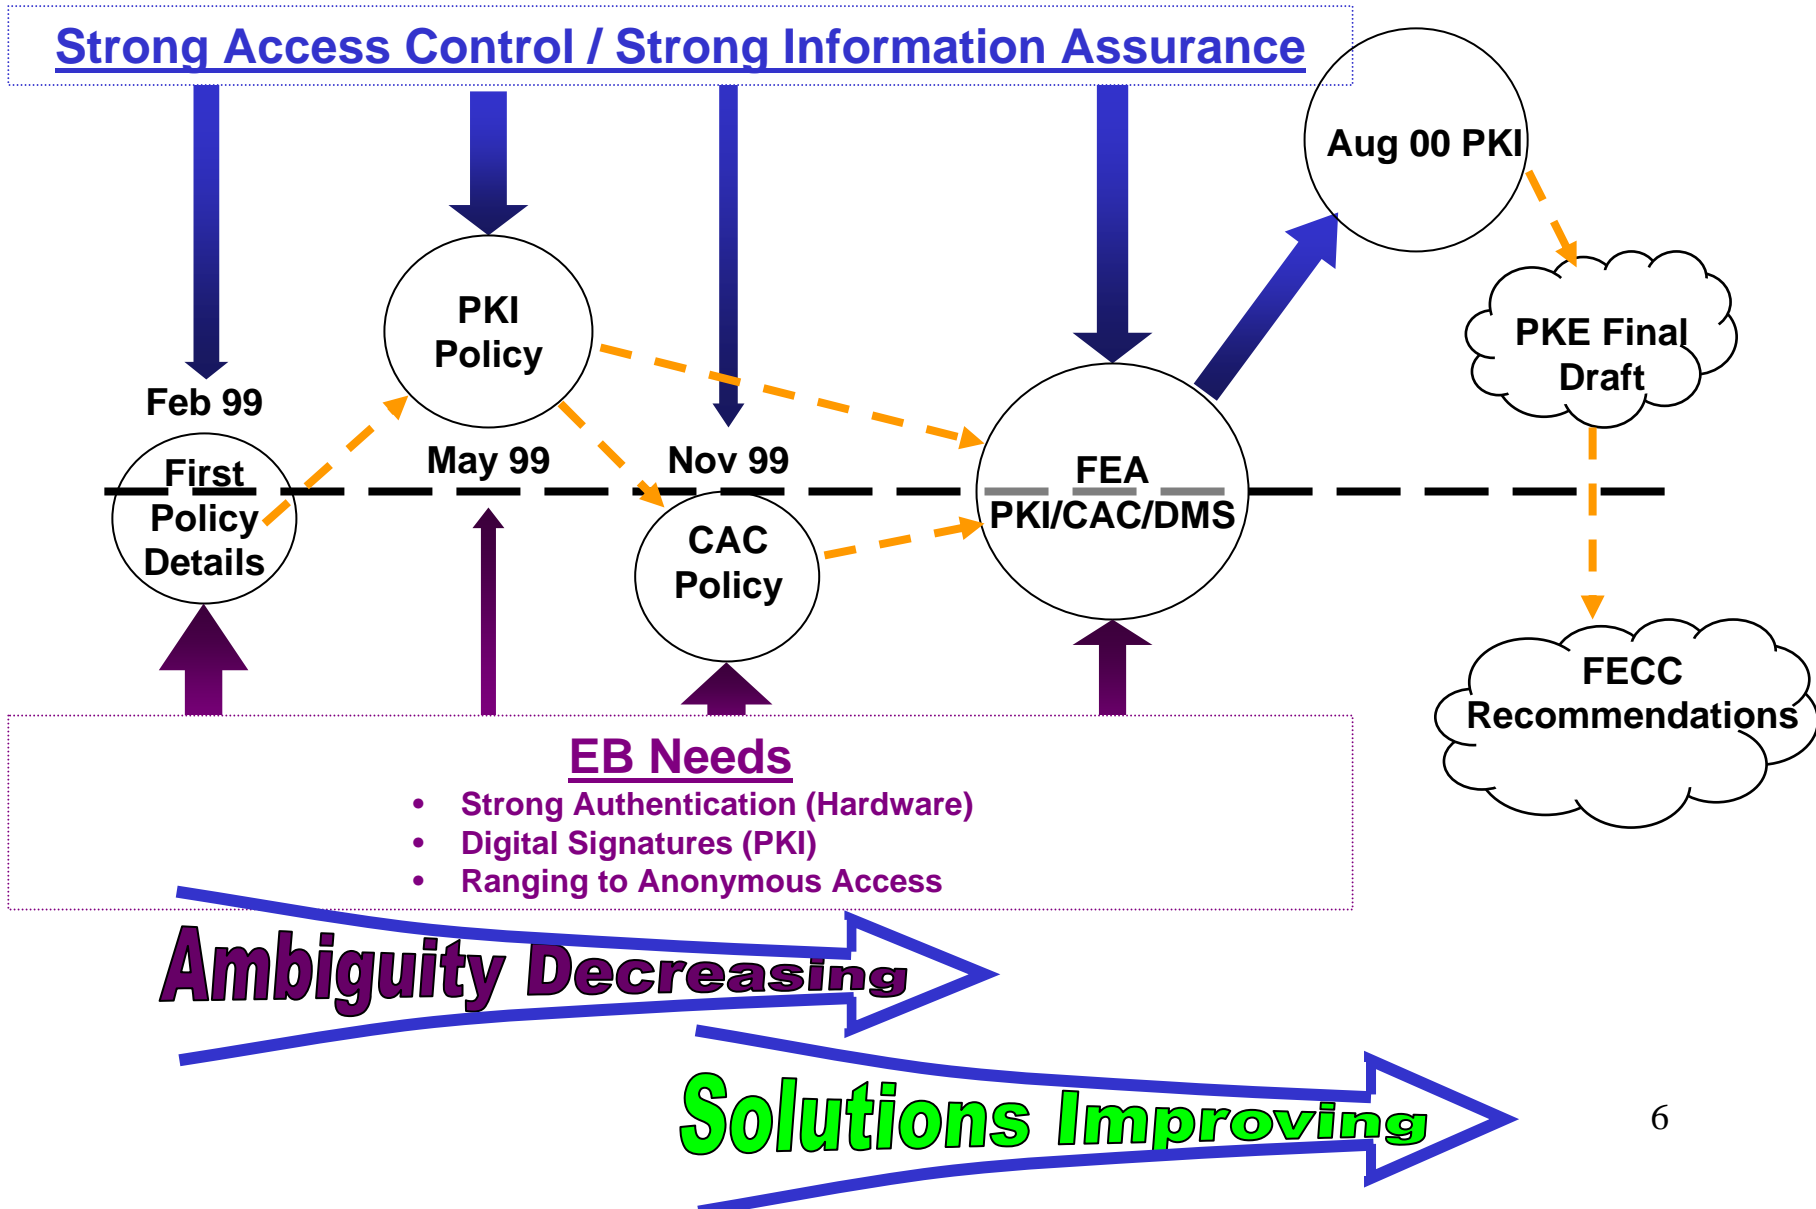 Strong Access Control / Strong Information Assurance
Aug 00 PKI
PKI
Policy
PKE Final
Draft
Feb 99
May 99
Nov 99
First
Policy
Details
FEA
PKI/CAC/DMS
CAC
Policy
FECC
Recommendations
EB Needs
• Strong Authentication (Hardware)
• Digital Signatures (PKI)
• Ranging to Anonymous Access
Ambiguity Decreasing
Solutions Improving
6